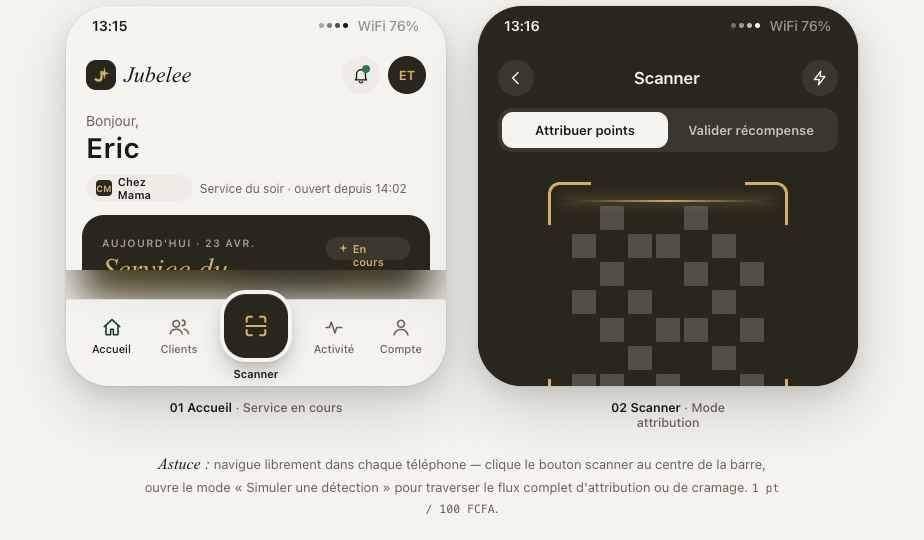 13:15
WiFi 76%
Jubelee
ET
Bonjour,
Eric
CM
Chez
Mama
Service du soir · ouvert depuis 14:02
AUJOURD'HUI · 23 AVR.
En
cours
Service du
Accueil
Clients
Scanner
Activité
Compte
01 Accueil · Service en cours
13:16
WiFi 76%
Scanner
Attribuer points
Valider récompense
02 Scanner · Mode
attribution
Astuce : navigue librement dans chaque téléphone — clique le bouton scanner au centre de la barre,
ouvre le mode « Simuler une détection » pour traverser le flux complet d'attribution ou de cramage. 1 pt
/ 100 FCFA.